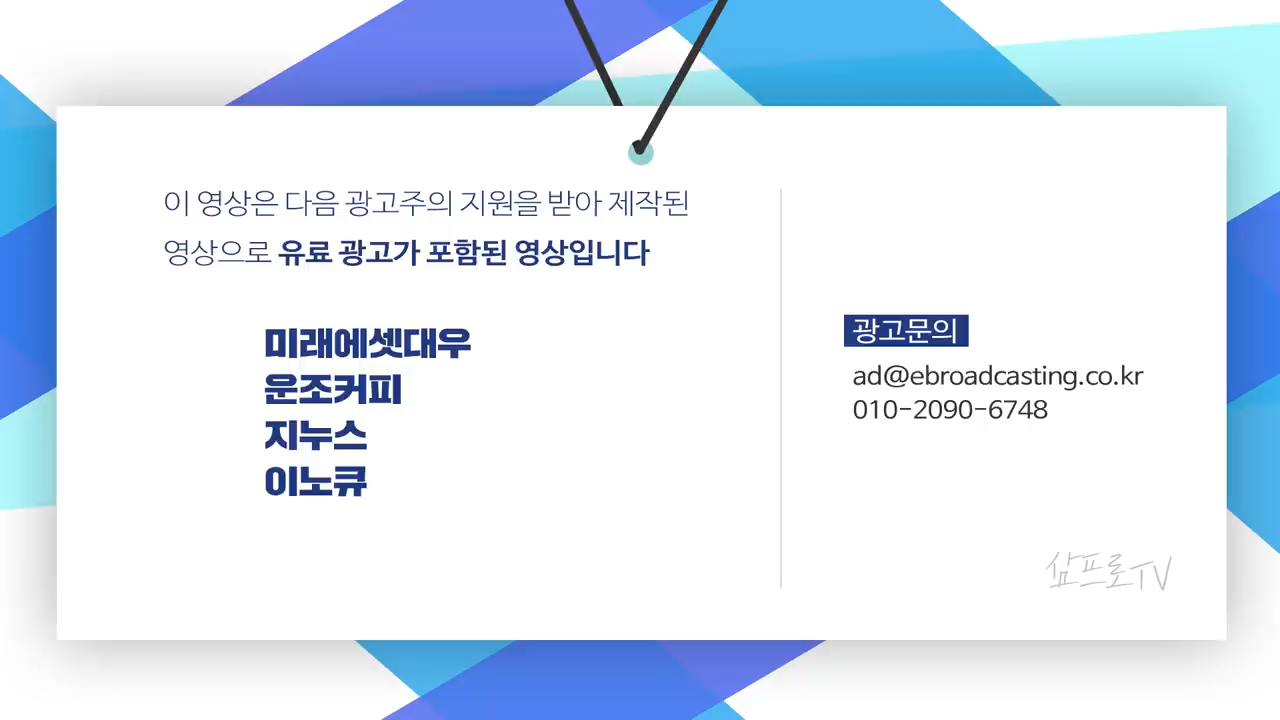 이 영상은 다음 광고주의 지원을 받아 제작된
영상으로 유료 광고가 포함된 영상입니다
미래에셋대우
운조커피
지누스
이노큐
광고문의
ad@ebroadcasting.co.kr
010-2090-6748
삼프로TV